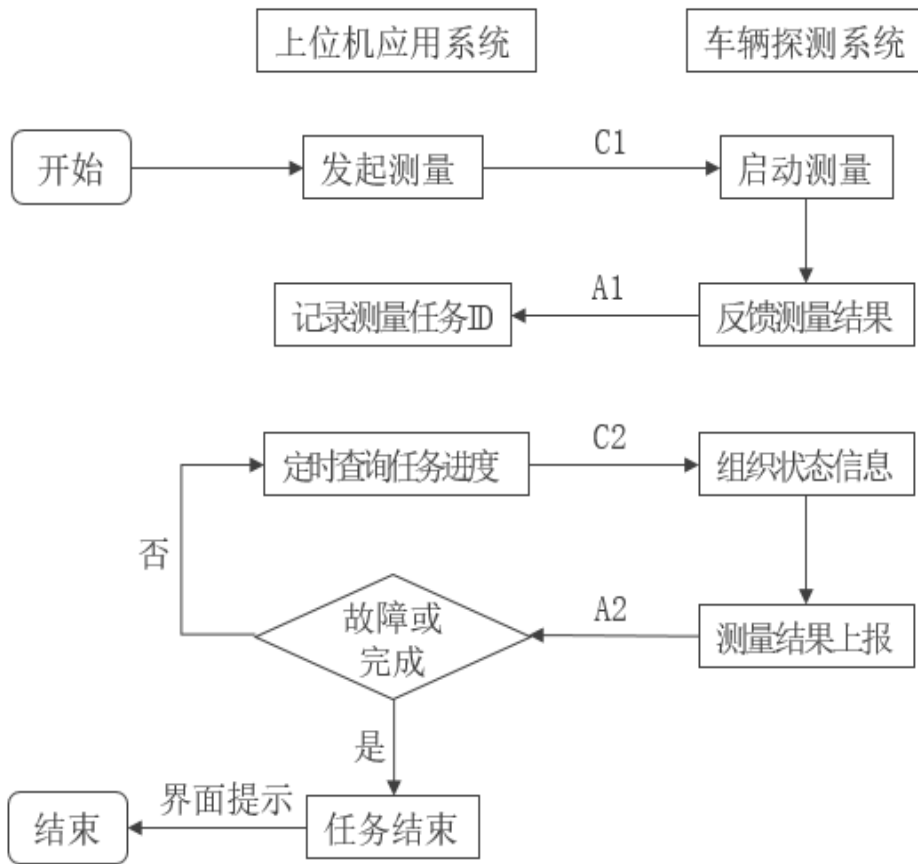 上位机应用系统
车辆探测系统
开始
发起测量
C1
启动测量
记录测量任务ID
A1
反馈测量结果
定时查询任务进度
C2
组织状态信息
否
故障或
完成
A2
测量结果上报
是
结束
界面提示
任务结束